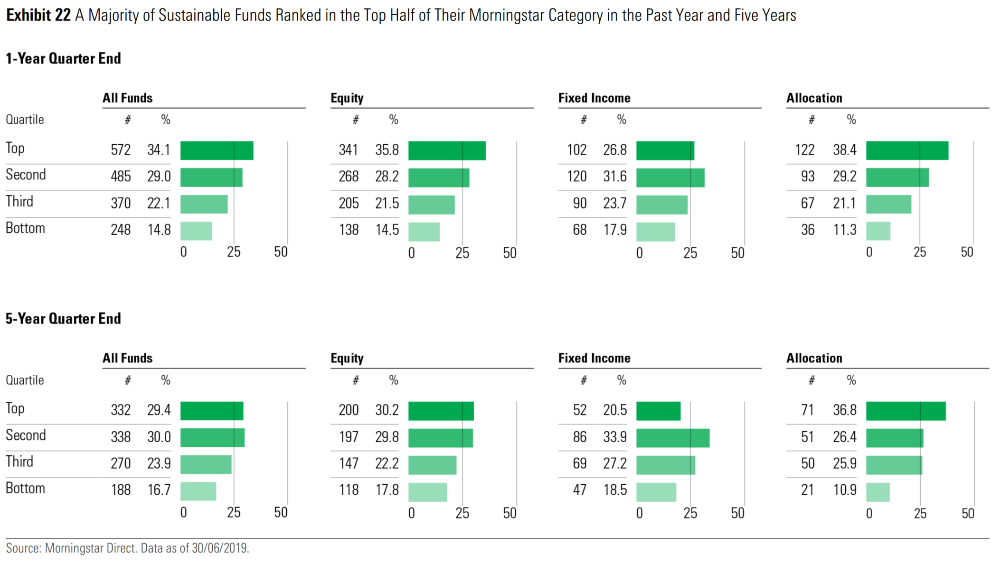 Exhibit 22 A Majority of Sustainable Funds Ranked in the Top Half of Their Morningstar Category in the Past Year and Five Years
1-Year Quarter End
All Funds Equity Fixed Income Allocation
Quartile # % # % # % # %
Top 572 34.1 341 35.8 102 26.8 122 38.4
Second 485 29.0 268 28.2 120 31.6 93 29.2
Third 370 22.1 205 21.5 90 23.7 67 21.1
Bottom 248 14.8 138 14.5 68 17.9 36 11.3
0 25 50 0 25 50 0 25 50 0 25 50
5-Year Quarter End
All Funds Equity Fixed Income Allocation
Quartile # % # % # % # %
Top 332 29.4 200 30.2 52 20.5 71 36.8
Second 338 30.0 197 29.8 86 33.9 51 26.4
Third 270 23.9 147 22.2 69 27.2 50 25.9
Bottom 188 16.7 118 17.8 47 18.5 21 10.9
0 25 50 0 25 50 0 25 50 0 25 50
Source: Morningstar Direct. Data as of 30/06/2019.